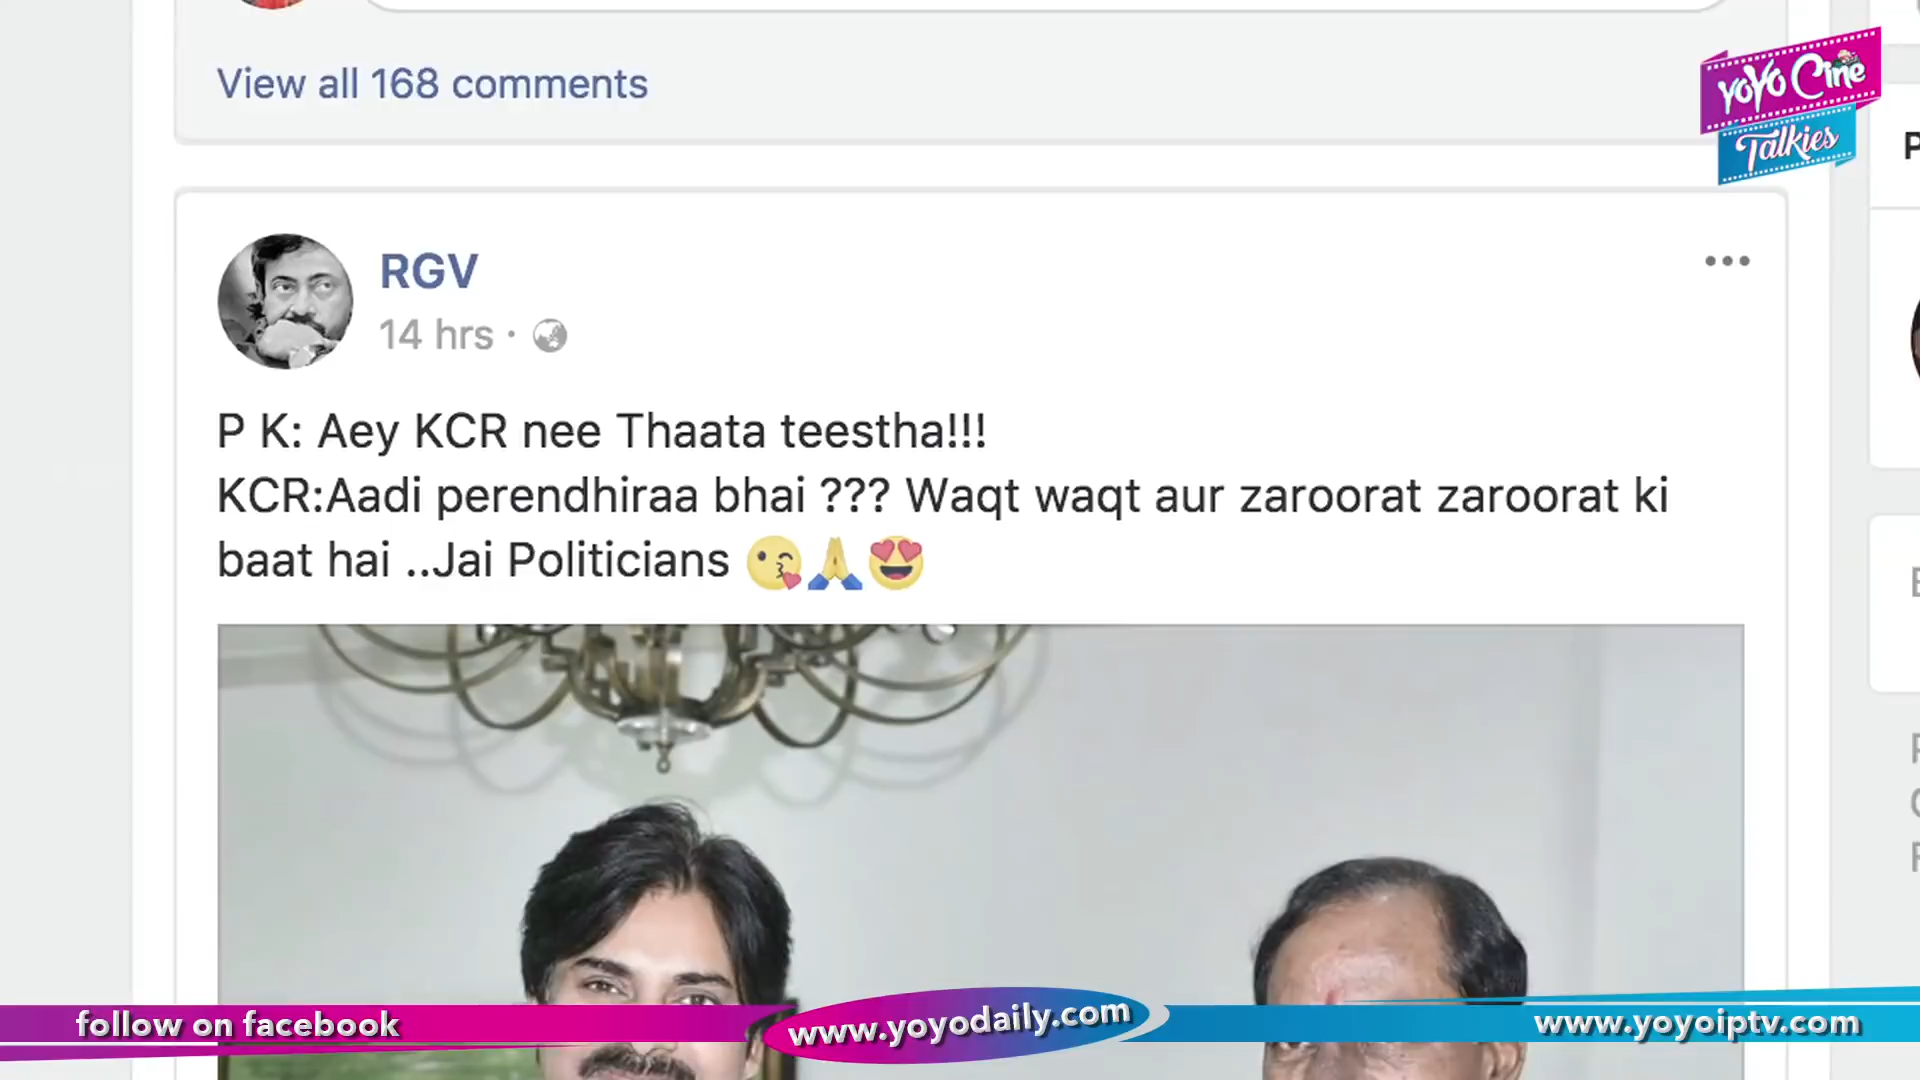 View all 168 comments
YoYo Cine
Talkies
RGV
14 hrs ·
P K: Aey KCR nee Thaata teestha!!!
KCR:Aadi perendhiraa bhai ??? Waqt waqt aur zaroorat zaroorat ki
baat hai ..Jai Politicians 😘🙏😍
follow on facebook
www.yoyodaily.com
www.yoyoiptv.com